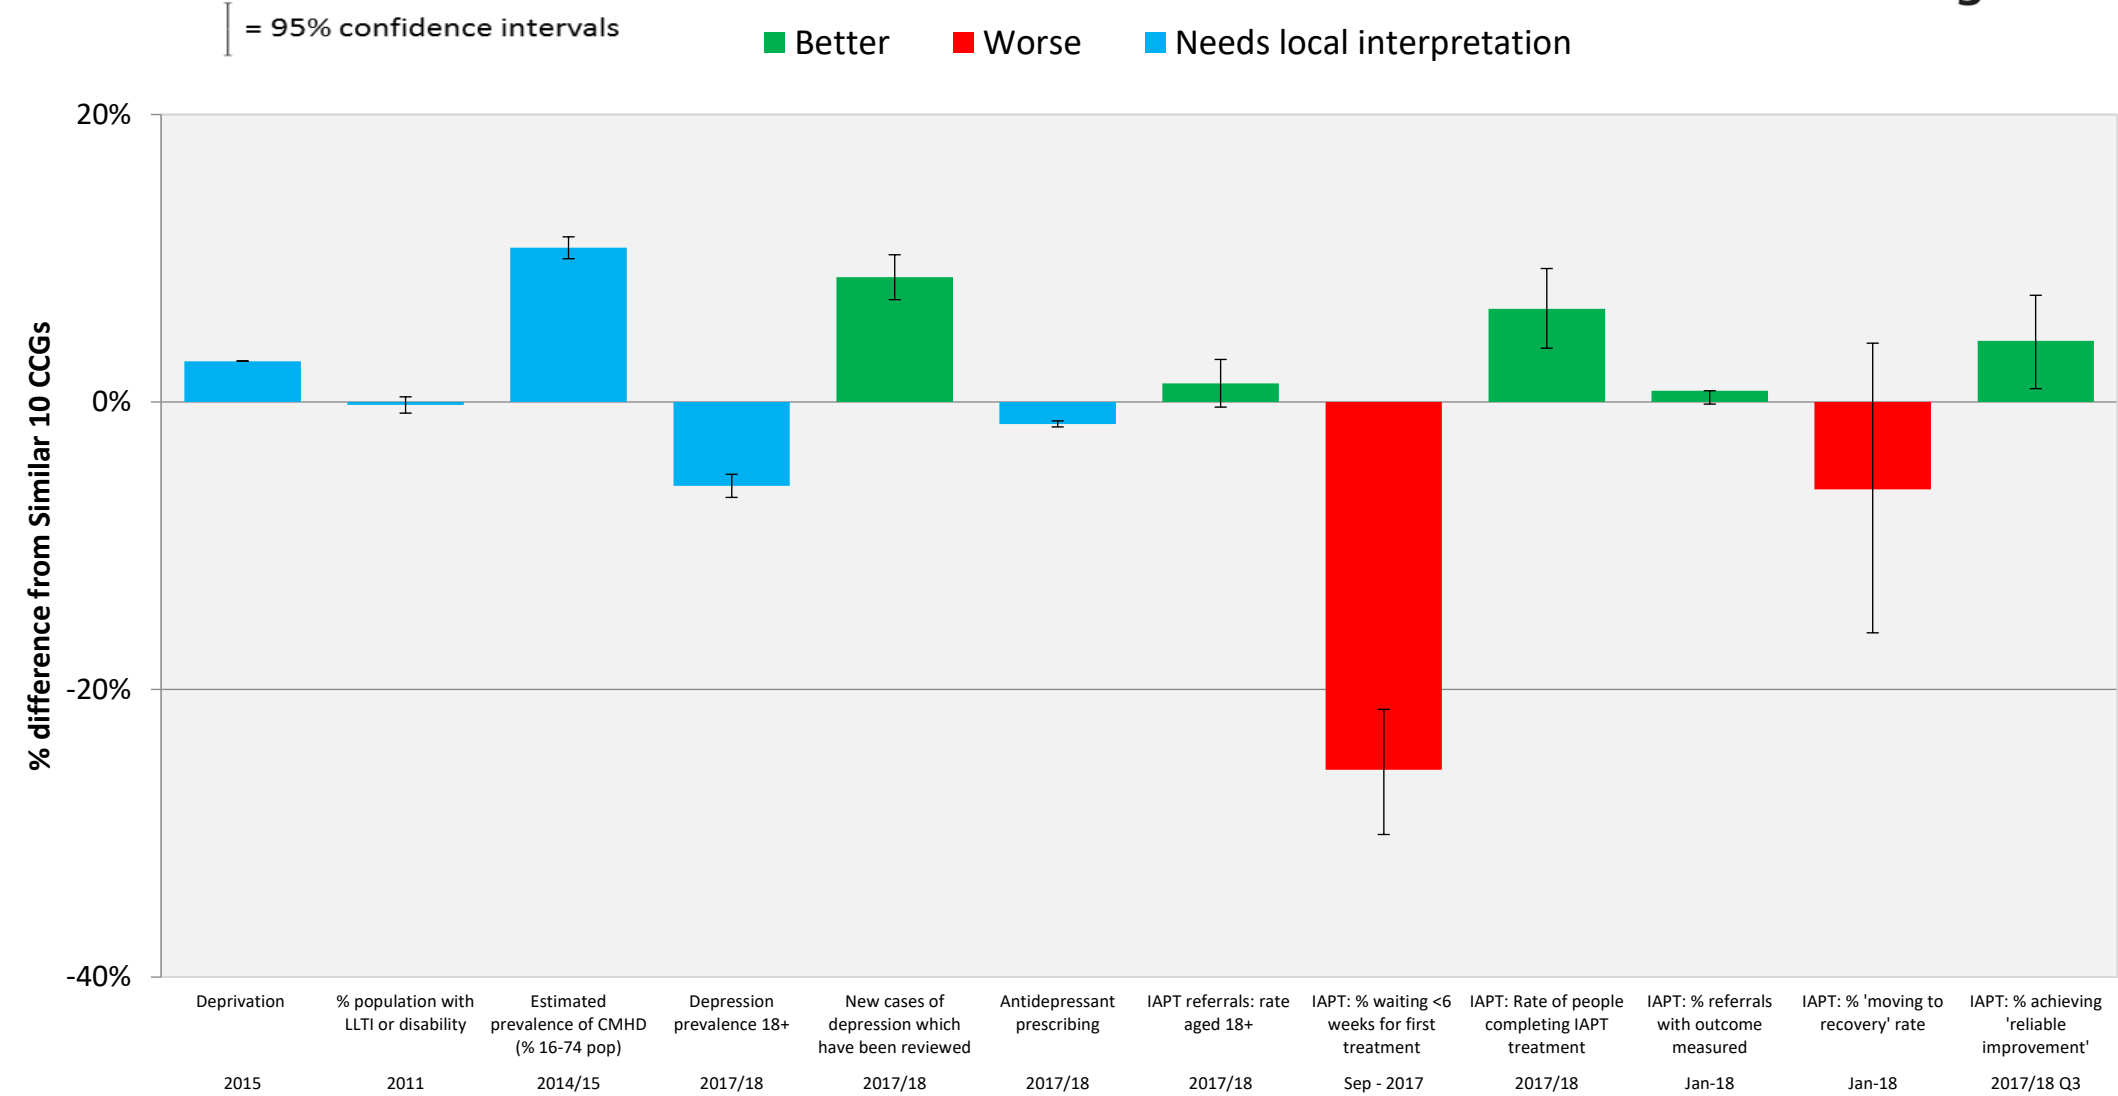 = 95% confidence intervals
Better
Worse
Needs local interpretation
% difference from Similar 10 CCGs
20%
0%
-20%
-40%
Deprivation
2015
% population with
LLTI or disability
2011
Estimated
prevalence of CMHD
(% 16-74 pop)
2014/15
Depression
prevalence 18+
2017/18
New cases of
depression which
have been reviewed
2017/18
Antidepressant
prescribing
2017/18
IAPT referrals: rate
aged 18+
2017/18
IAPT: % waiting <6
weeks for first
treatment
Sep - 2017
IAPT: Rate of people
completing IAPT
treatment
2017/18
IAPT: % referrals
with outcome
measured
Jan-18
IAPT: % 'moving to
recovery' rate
Jan-18
IAPT: % achieving
'reliable
improvement'
2017/18 Q3